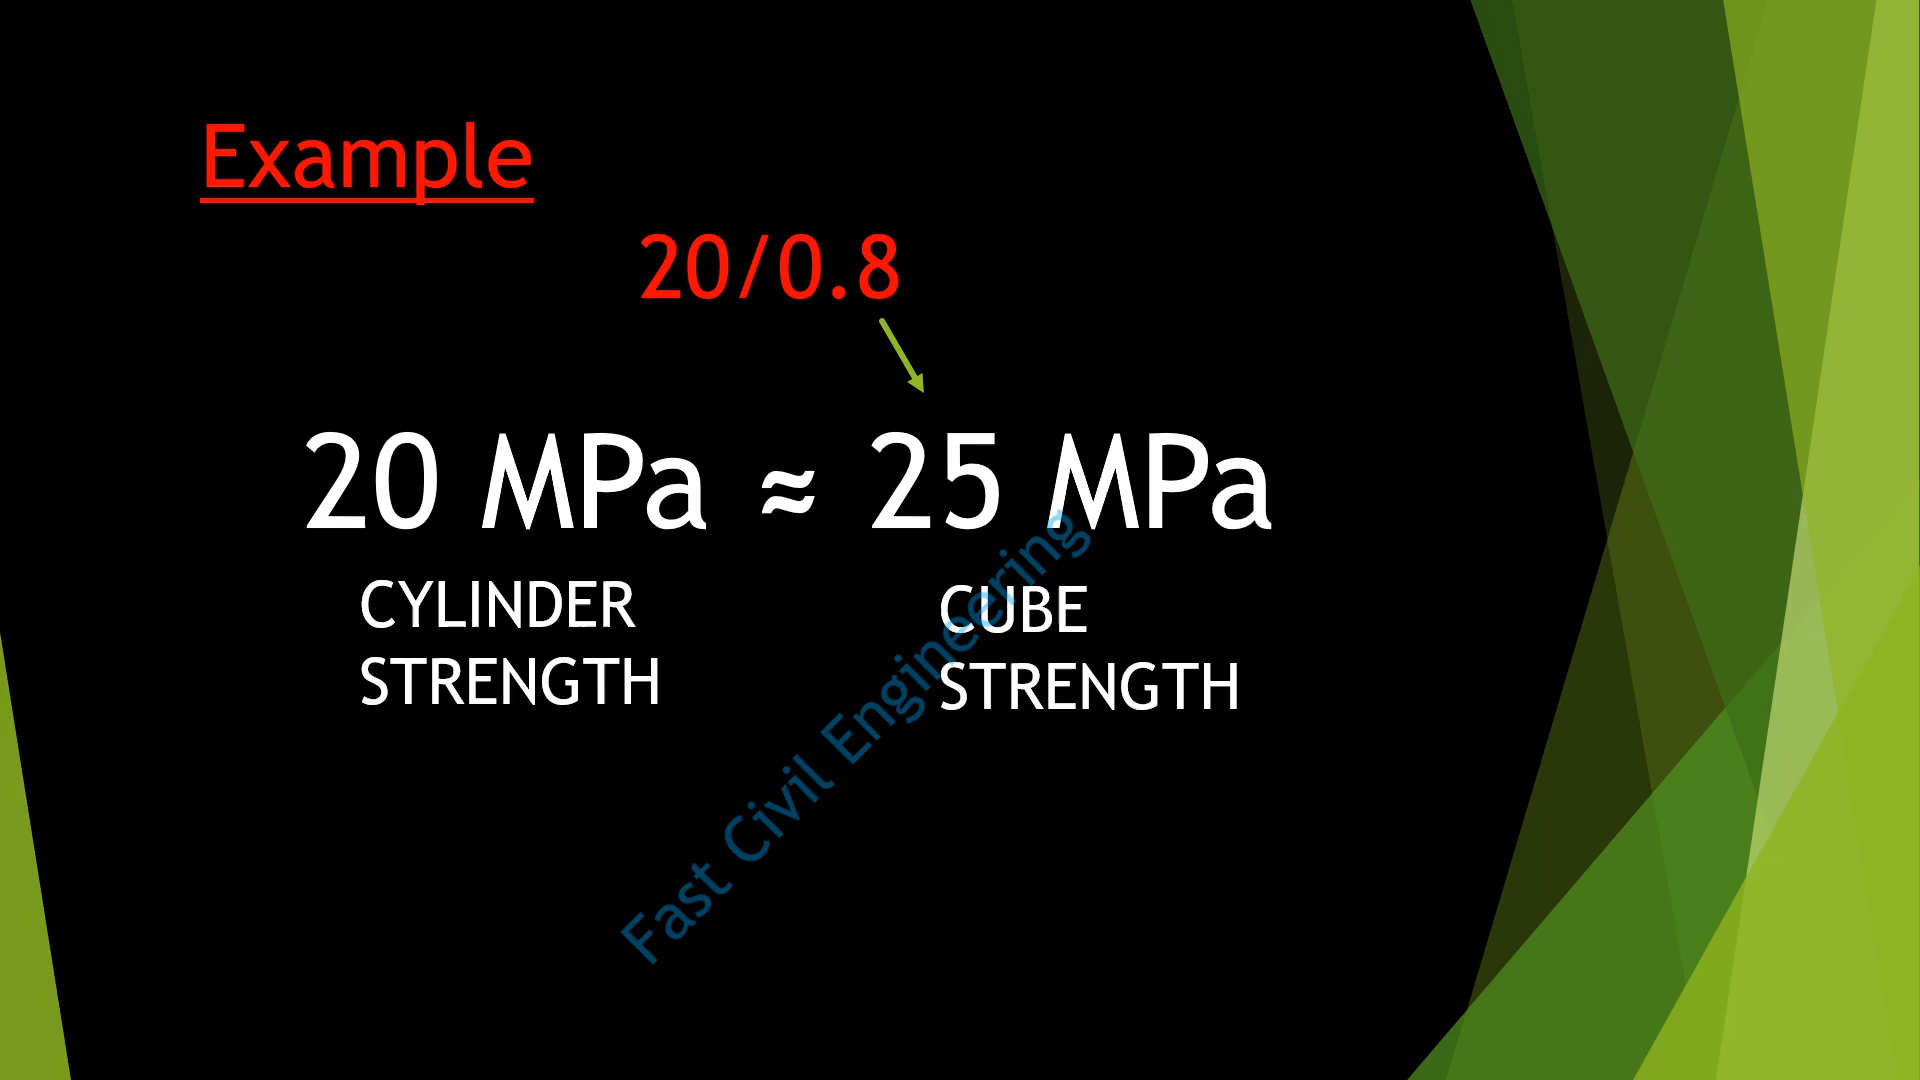 Example
20/0.8
20 MPa ≈ 25 MPa
CYLINDER
STRENGTH
CUBE
STRENGTH
Fast Civil Engineering